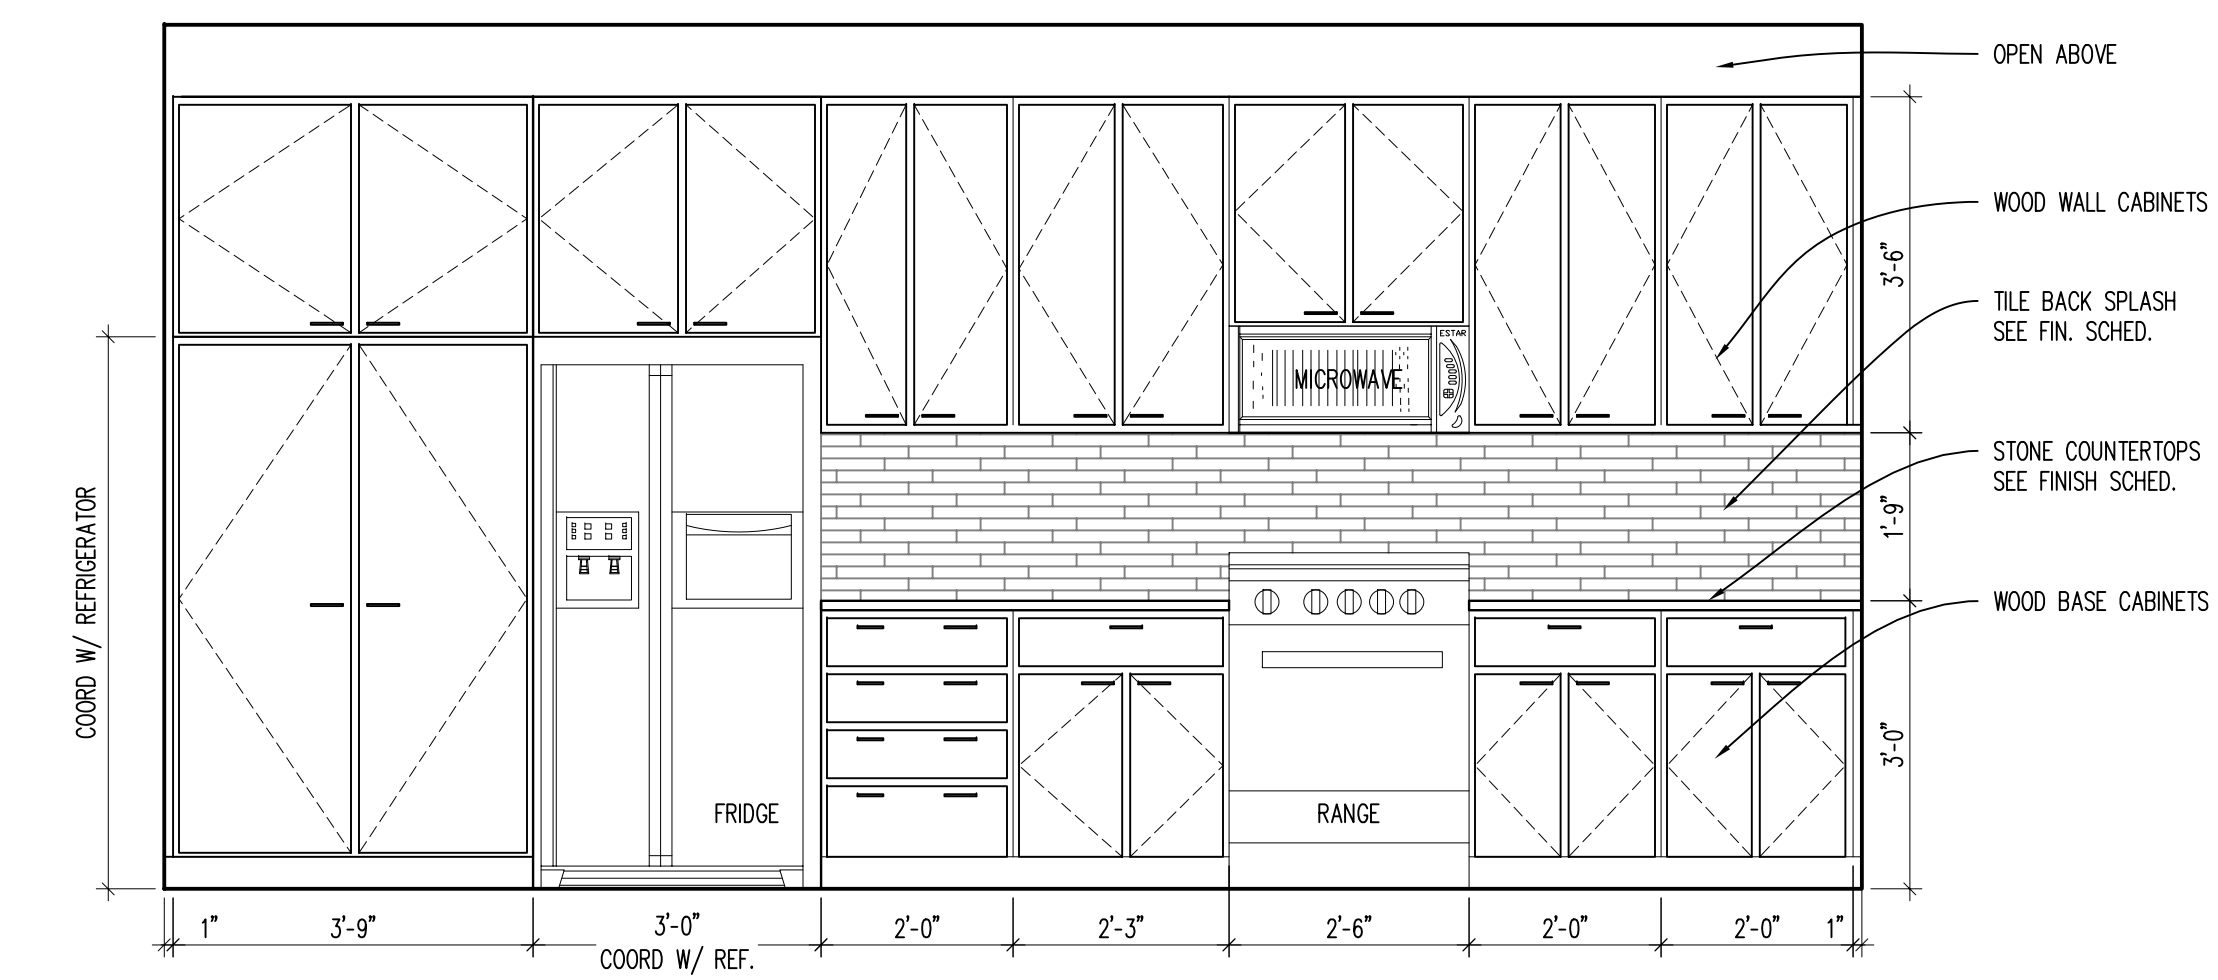 OPEN ABOVE
WOOD WALL CABINETS
3'-6"
TILE BACK SPLASH
SEE FIN. SCHED.
ESTAR
MICROWAVE
STONE COUNTERTOPS
SEE FINISH SCHED.
1'-9"
COORD W/ REFRIGERATOR
WOOD BASE CABINETS
3'-0"
FRIDGE
RANGE
1" 3'-9" 3'-0" 2'-0" 2'-3" 2'-6" 2'-0" 2'-0" 1"
COORD W/ REF.